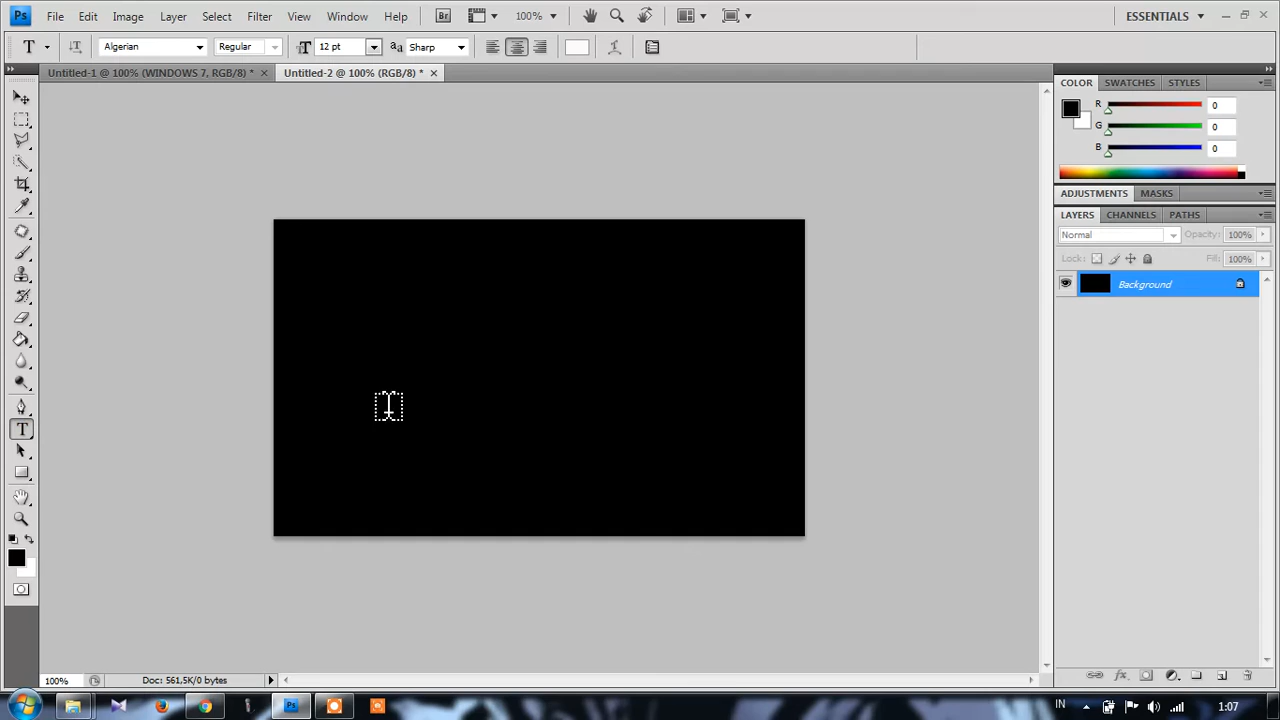 Ps File Edit Image Layer Select Filter View Window Help Br 100% ESSENTIALS
T T Algerian Regular T 12 pt aa Sharp
Untitled-1 @ 100% (WINDOWS 7, RGB/8) * × Untitled-2 @ 100% (RGB/8) * ×
COLOR SWATCHES STYLES
R 0
G 0
B 0
ADJUSTMENTS MASKS
LAYERS CHANNELS PATHS
Normal Opacity: 100%
Lock: Fill: 100%
Background
T
100% Doc: 561,5K/0 bytes
fx
Ps IN 1:07